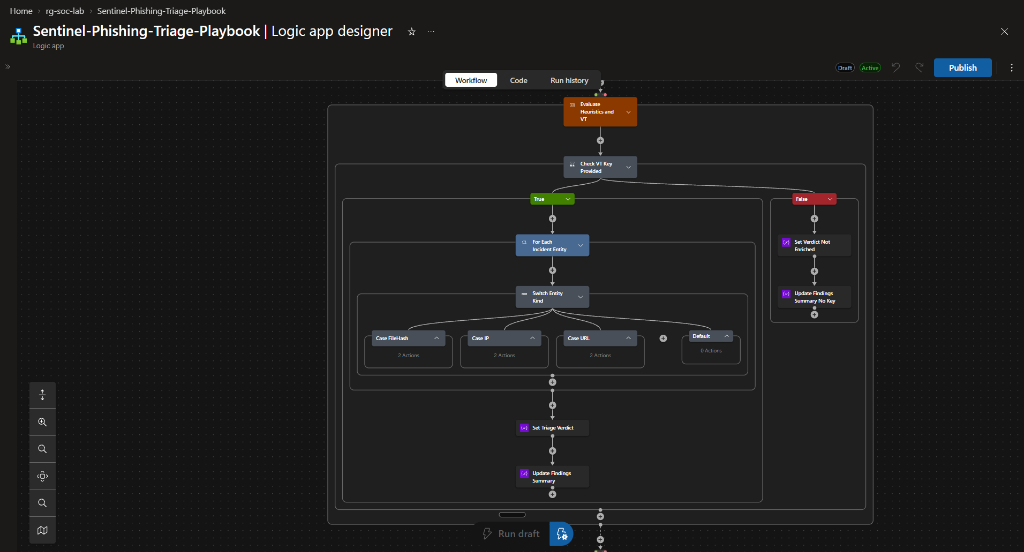 Home > rg-soc-lab > Sentinel-Phishing-Triage-Playbook
Sentinel-Phishing-Triage-Playbook | Logic app designer
Logic app
Draft
Active
Publish
Workflow
Code
Run history
Evaluate
Heuristics and
VT
Check VT Key
Provided
True
False
For Each
Incident Entity
Set Verdict Not
Enriched
Switch Entity
Kind
Update Findings
Summary No Key
Case FileHash
2 Actions
Case IP
2 Actions
Case URL
2 Actions
Default
0 Actions
Set Triage Verdict
Update Findings
Summary
Run draft